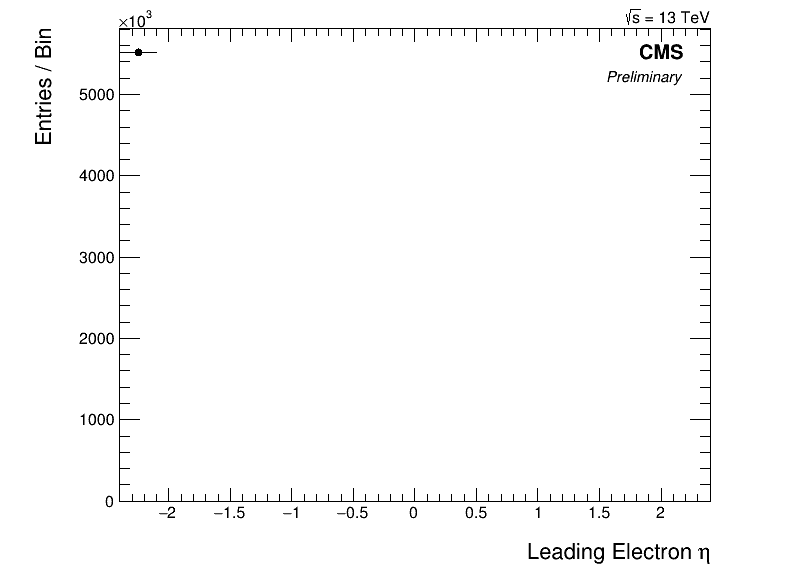 ×10³
√s = 13 TeV
CMS
Preliminary
Entries / Bin
5000
4000
3000
2000
1000
0
−2 −1.5 −1 −0.5 0 0.5 1 1.5 2
Leading Electron η